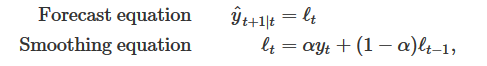 Forecast equation ŷ_{t+1|t} = ℓ_t
Smoothing equation ℓ_t = αy_t + (1 − α)ℓ_{t−1},